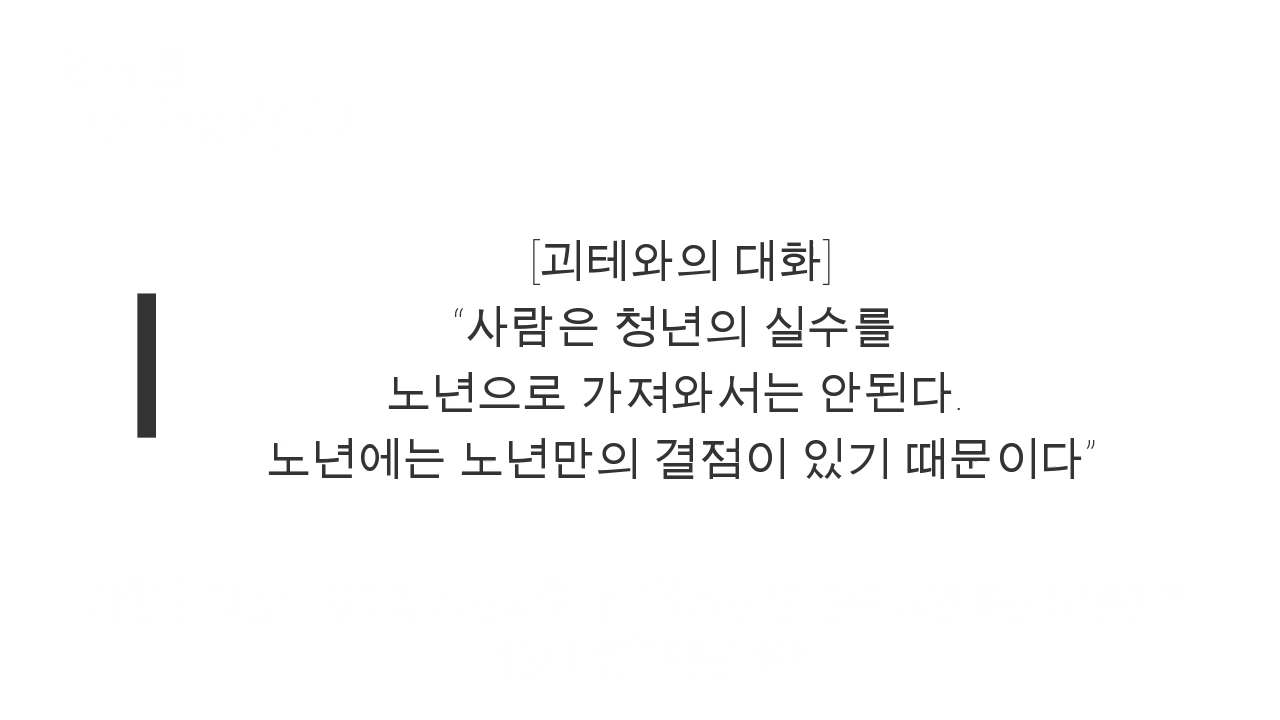 [괴테와의 대화]
“사람은 청년의 실수를
노년으로 가져와서는 안된다.
노년에는 노년만의 결점이 있기 때문이다”